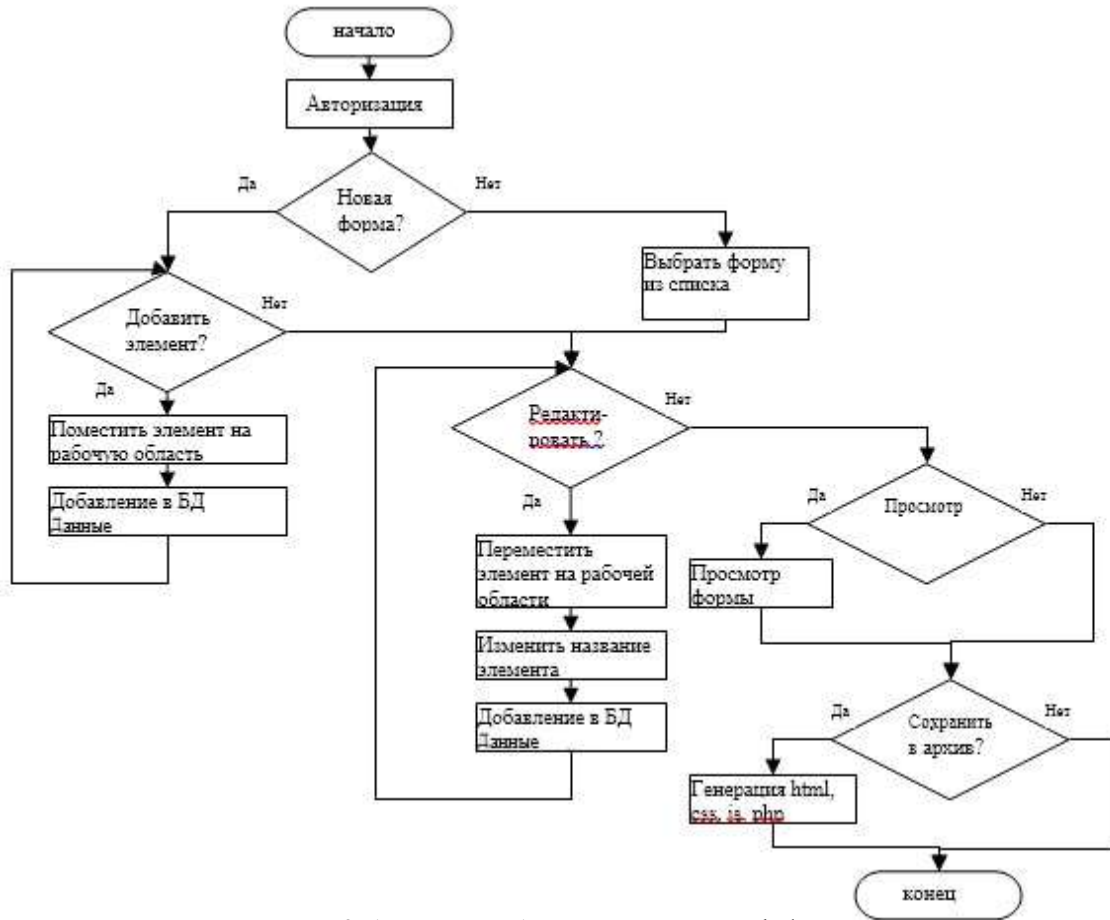 начало
Авторизация
Да
Нет
Новая
форма?
Выбрать форму
из списка
Добавить
элемент?
Нет
Да
Поместить элемент на
рабочую область
Добавление в БД
Данные
Редакти-
ровать ?
Нет
Да
Переместить
элемент на рабочей
области
Изменить название
элемента
Добавление в БД
Данные
Да
Просмотр
Нет
Просмотр
формы
Да
Сохранить
в архив?
Нет
Генерация html,
css, js, php
конец